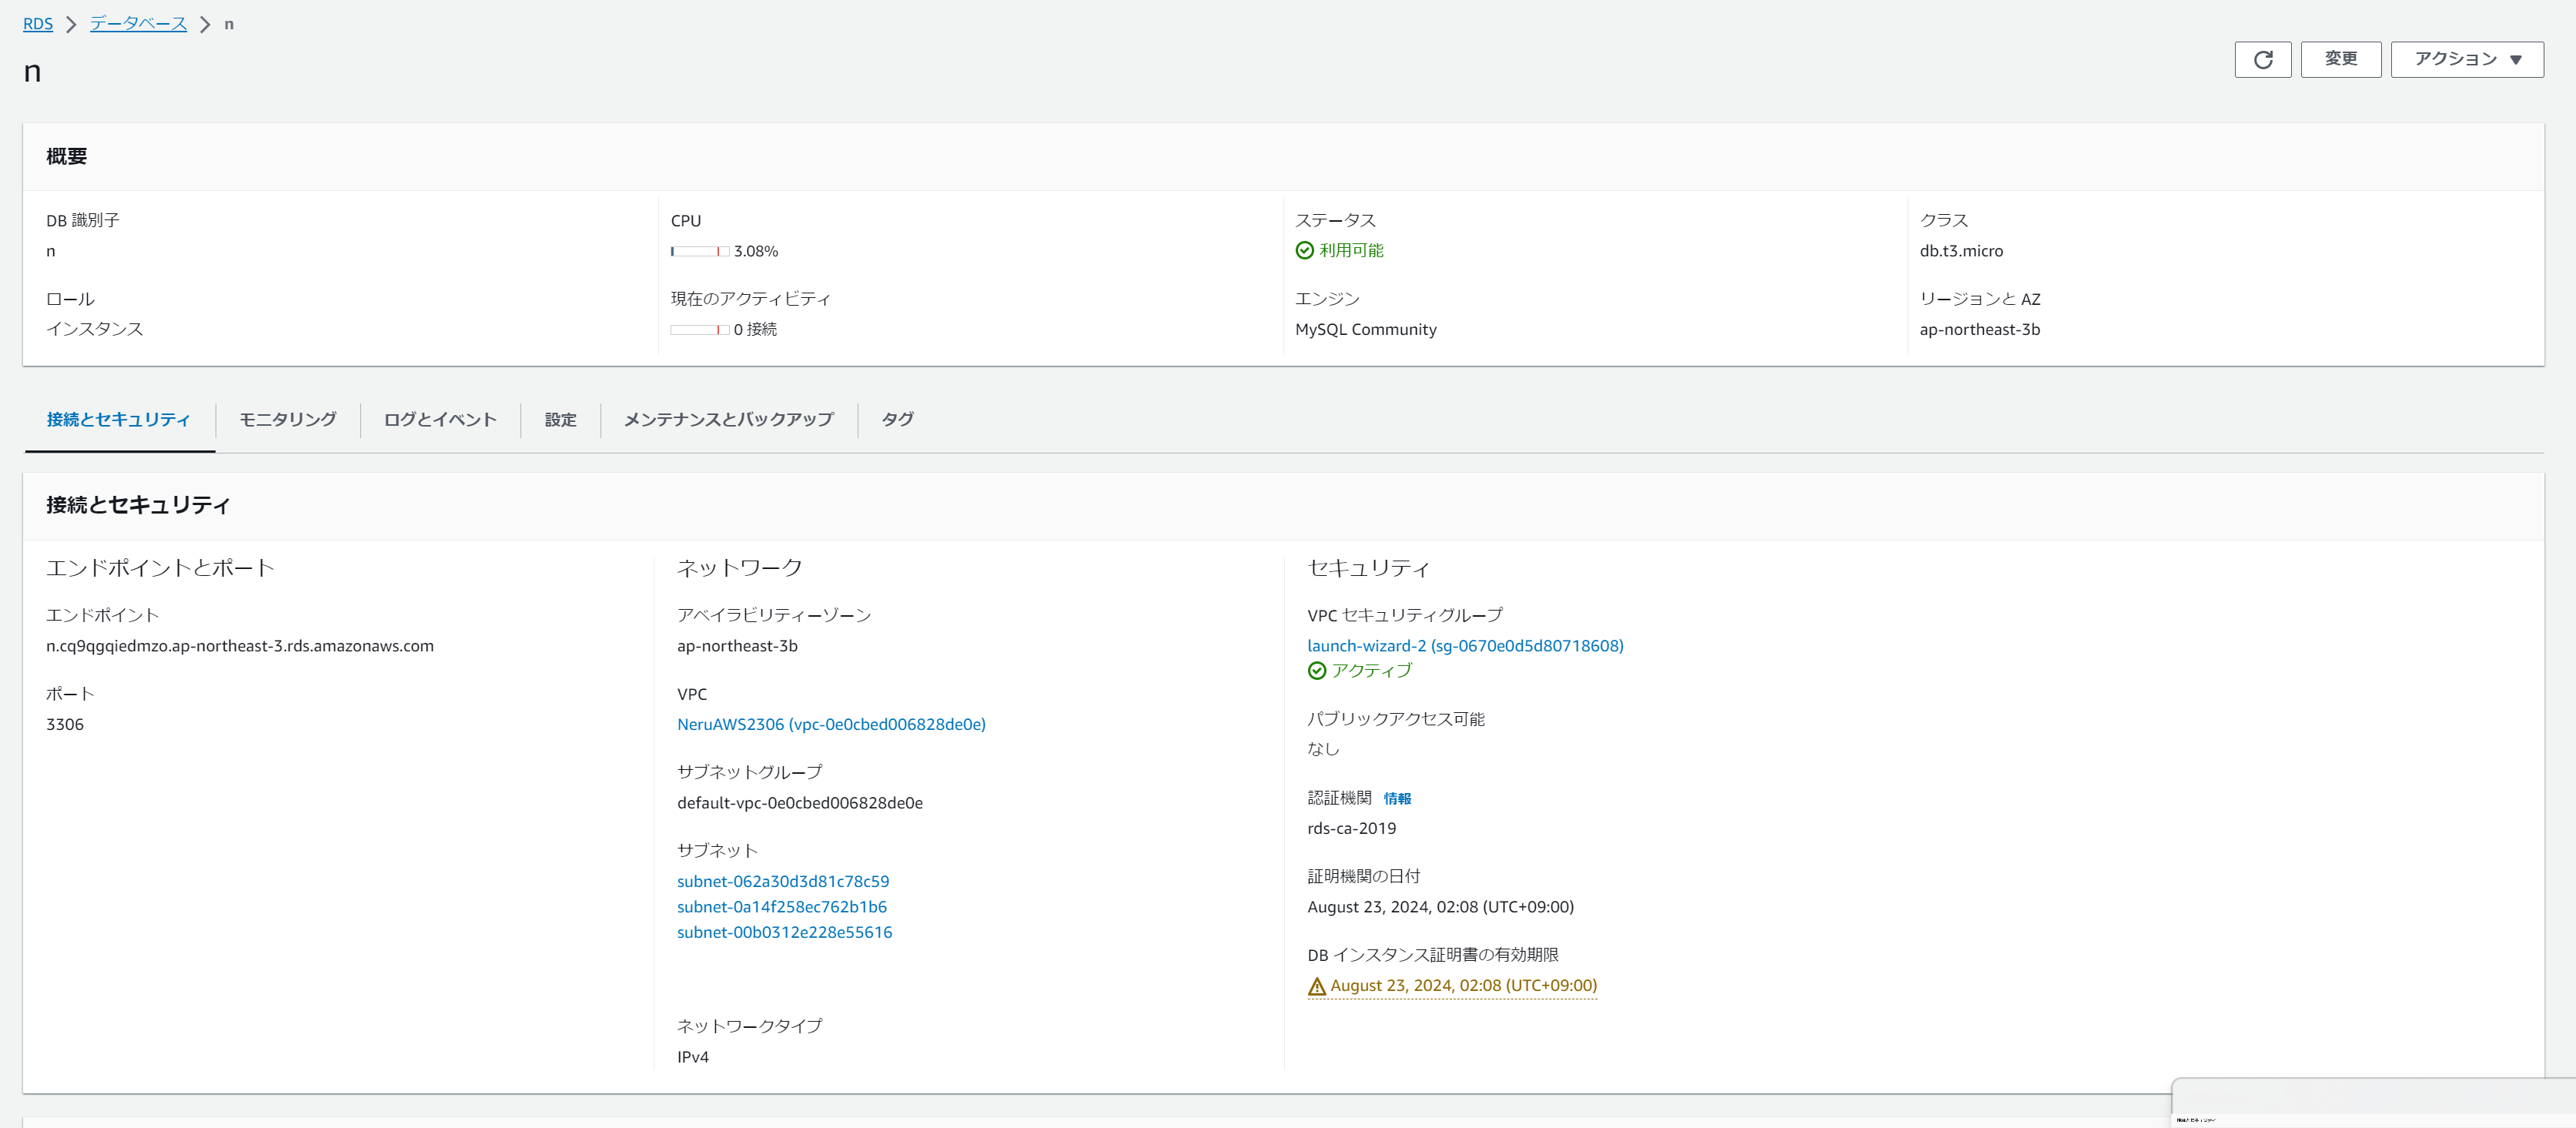 RDS > データベース > n
n
変更
アクション ▼
概要
DB 識別子
n
CPU
3.08%
ステータス
利用可能
クラス
db.t3.micro
ロール
インスタンス
現在のアクティビティ
0 接続
エンジン
MySQL Community
リージョンと AZ
ap-northeast-3b
接続とセキュリティ
モニタリング
ログとイベント
設定
メンテナンスとバックアップ
タグ
接続とセキュリティ
エンドポイントとポート
エンドポイント
n.cq9qgqiedmzo.ap-northeast-3.rds.amazonaws.com
ポート
3306
ネットワーク
アベイラビリティーゾーン
ap-northeast-3b
VPC
NeruAWS2306 (vpc-0e0cbed006828de0e)
サブネットグループ
default-vpc-0e0cbed006828de0e
サブネット
subnet-062a30d3d81c78c59
subnet-0a14f258ec762b1b6
subnet-00b0312e228e55616
ネットワークタイプ
IPv4
セキュリティ
VPC セキュリティグループ
launch-wizard-2 (sg-0670e0d5d80718608)
アクティブ
パブリックアクセス可能
なし
認証機関 情報
rds-ca-2019
証明機関の日付
August 23, 2024, 02:08 (UTC+09:00)
DB インスタンス証明書の有効期限
August 23, 2024, 02:08 (UTC+09:00)